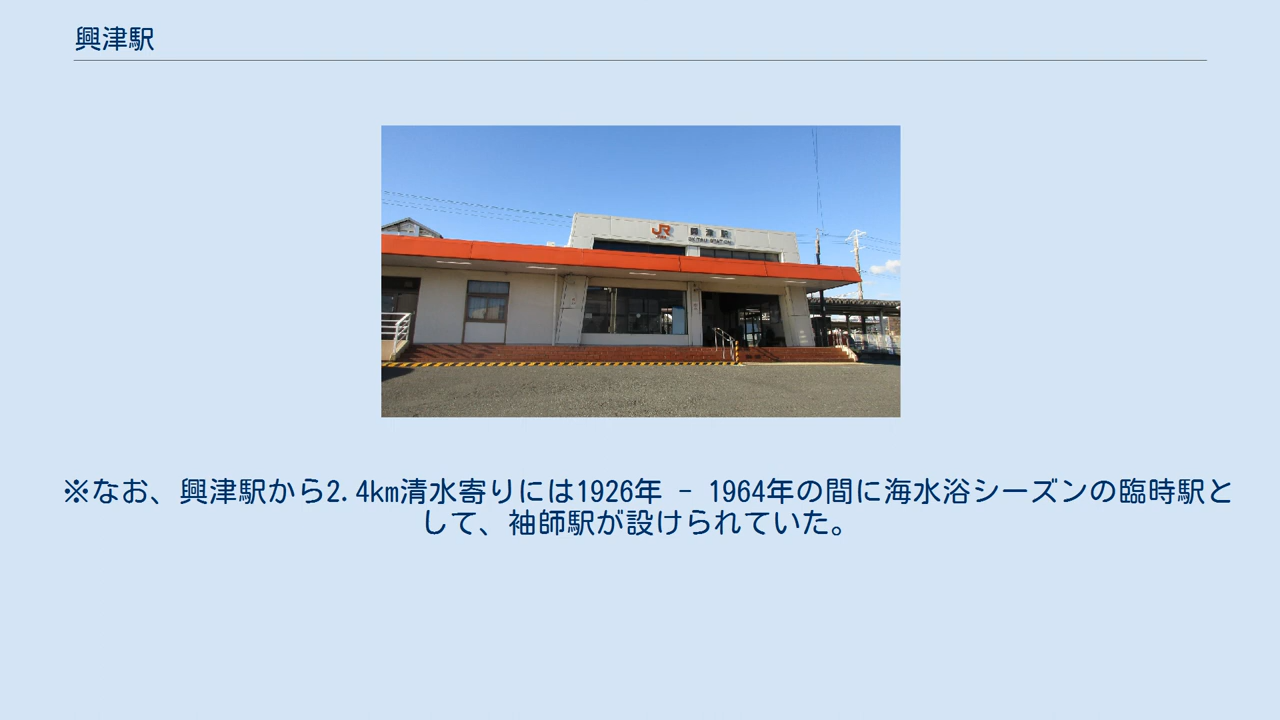 興津駅
JR 興津駅
OKITSU STATION
※なお、興津駅から2.4km清水寄りには1926年 - 1964年の間に海水浴シーズンの臨時駅と
して、袖師駅が設けられていた。